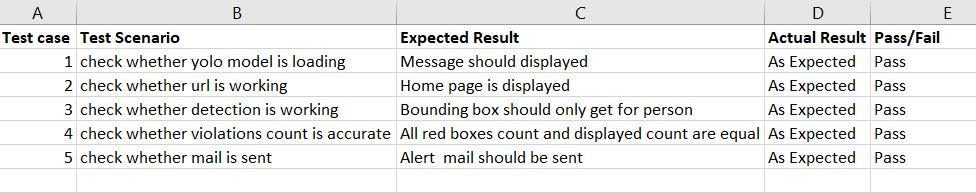 A B C D E
Test case Test Scenario Expected Result Actual Result Pass/Fail
1 check whether yolo model is loading Message should displayed As Expected Pass
2 check whether url is working Home page is displayed As Expected Pass
3 check whether detection is working Bounding box should only get for person As Expected Pass
4 check whether violations count is accurate All red boxes count and displayed count are equal As Expected Pass
5 check whether mail is sent Alert  mail should be sent As Expected Pass